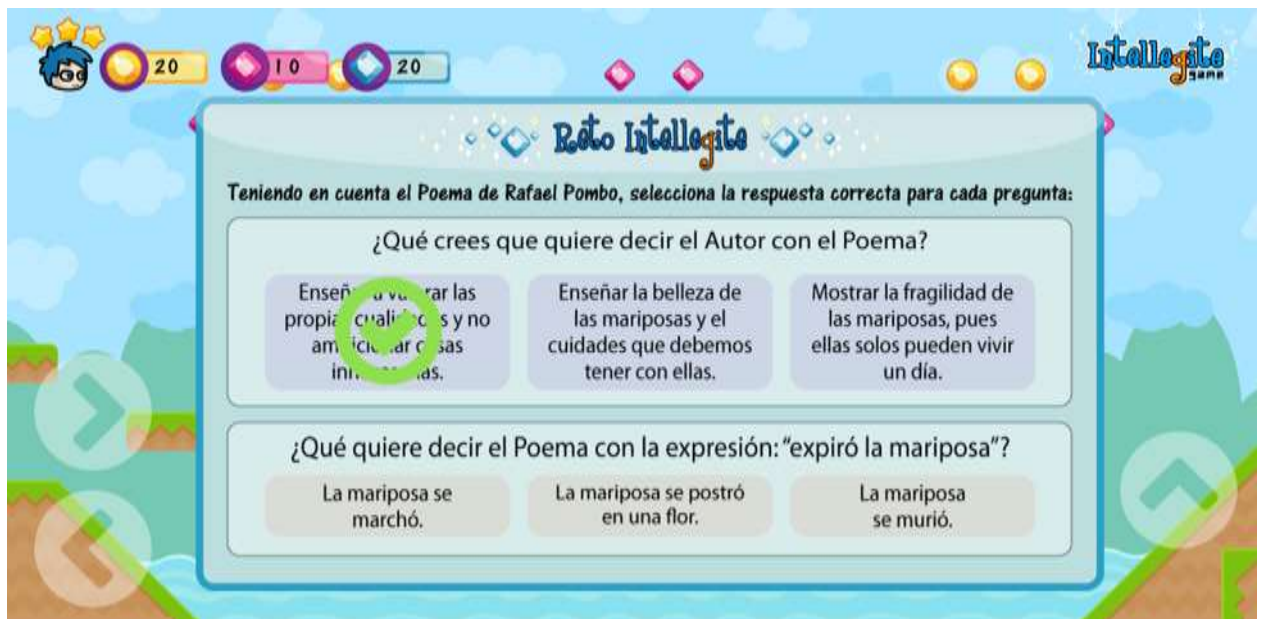 20
10
20
Intellegite
game
Reto Intellegite
Teniendo en cuenta el Poema de Rafael Pombo, selecciona la respuesta correcta para cada pregunta:
¿Qué crees que quiere decir el Autor con el Poema?
las
y no
Enseñar la belleza de
las mariposas y el
cuidades que debemos
tener con ellas.
Mostrar la fragilidad de
las mariposas, pues
ellas solos pueden vivir
un día.
¿Qué quiere decir el Poema con la expresión: "expiró la mariposa"?
La mariposa se
marchó.
La mariposa se postró
en una flor.
La mariposa
se murió.